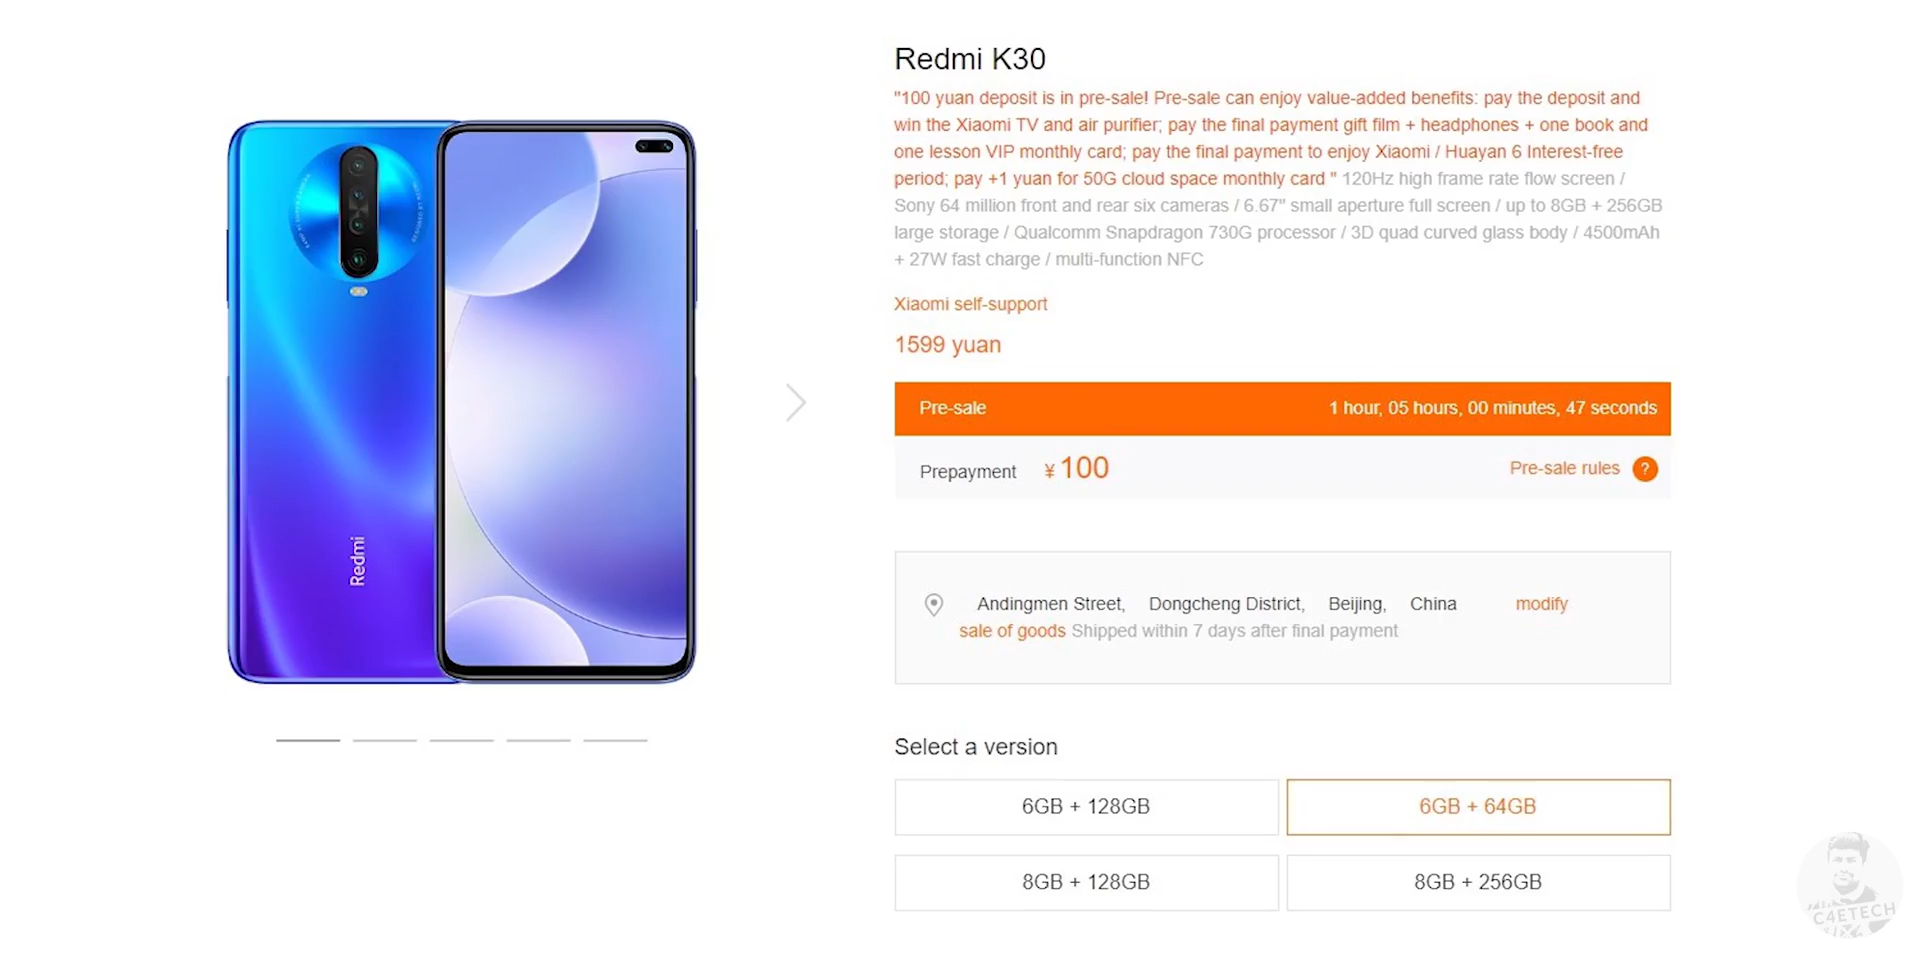 Redmi K30
"100 yuan deposit is in pre-sale! Pre-sale can enjoy value-added benefits: pay the deposit and
win the Xiaomi TV and air purifier; pay the final payment gift film + headphones + one book and
one lesson VIP monthly card; pay the final payment to enjoy Xiaomi / Huayan 6 Interest-free
period; pay +1 yuan for 50G cloud space monthly card " 120Hz high frame rate flow screen /
Sony 64 million front and rear six cameras / 6.67" small aperture full screen / up to 8GB + 256GB
large storage / Qualcomm Snapdragon 730G processor / 3D quad curved glass body / 4500mAh
+ 27W fast charge / multi-function NFC
Xiaomi self-support
1599 yuan
Pre-sale 1 hour, 05 hours, 00 minutes, 47 seconds
Prepayment ¥ 100 Pre-sale rules ?
Andingmen Street, Dongcheng District, Beijing, China modify
sale of goods Shipped within 7 days after final payment
Select a version
6GB + 128GB 6GB + 64GB
8GB + 128GB 8GB + 256GB
Redmi
C4ETECH